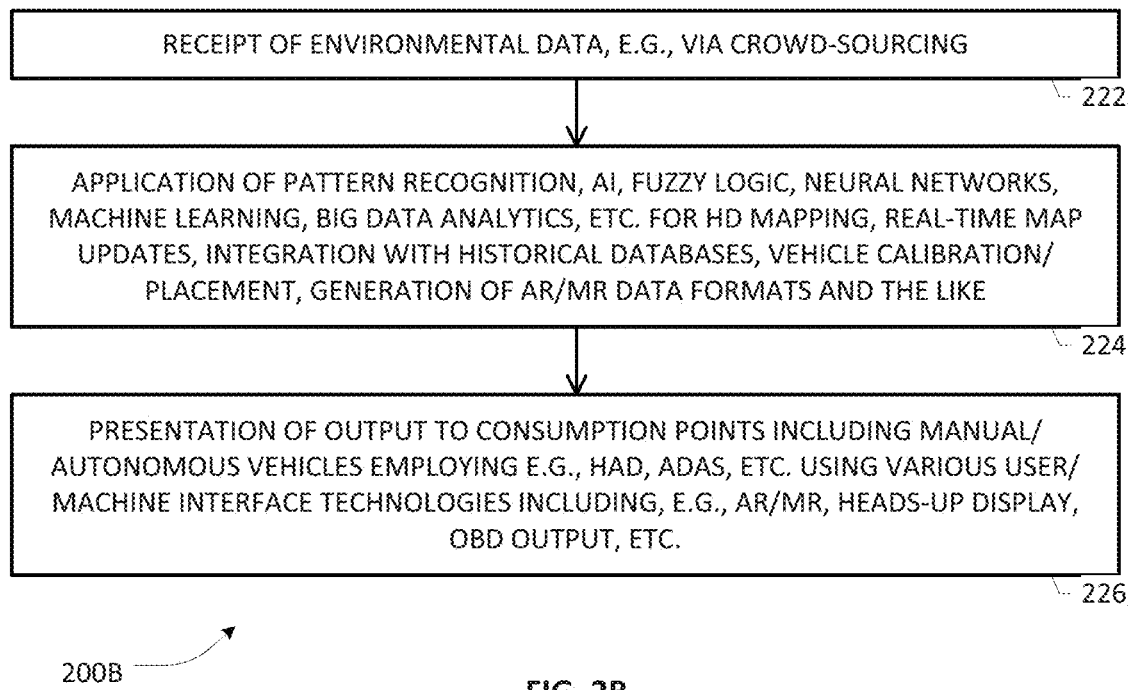 RECEIPT OF ENVIRONMENTAL DATA, E.G., VIA CROWD-SOURCING
222
APPLICATION OF PATTERN RECOGNITION, AI, FUZZY LOGIC, NEURAL NETWORKS,
MACHINE LEARNING, BIG DATA ANALYTICS, ETC. FOR HD MAPPING, REAL-TIME MAP
UPDATES, INTEGRATION WITH HISTORICAL DATABASES, VEHICLE CALIBRATION/
PLACEMENT, GENERATION OF AR/MR DATA FORMATS AND THE LIKE
224
PRESENTATION OF OUTPUT TO CONSUMPTION POINTS INCLUDING MANUAL/
AUTONOMOUS VEHICLES EMPLOYING E.G., HAD, ADAS, ETC. USING VARIOUS USER/
MACHINE INTERFACE TECHNOLOGIES INCLUDING, E.G., AR/MR, HEADS-UP DISPLAY,
OBD OUTPUT, ETC.
226
200B
FIG. 2B